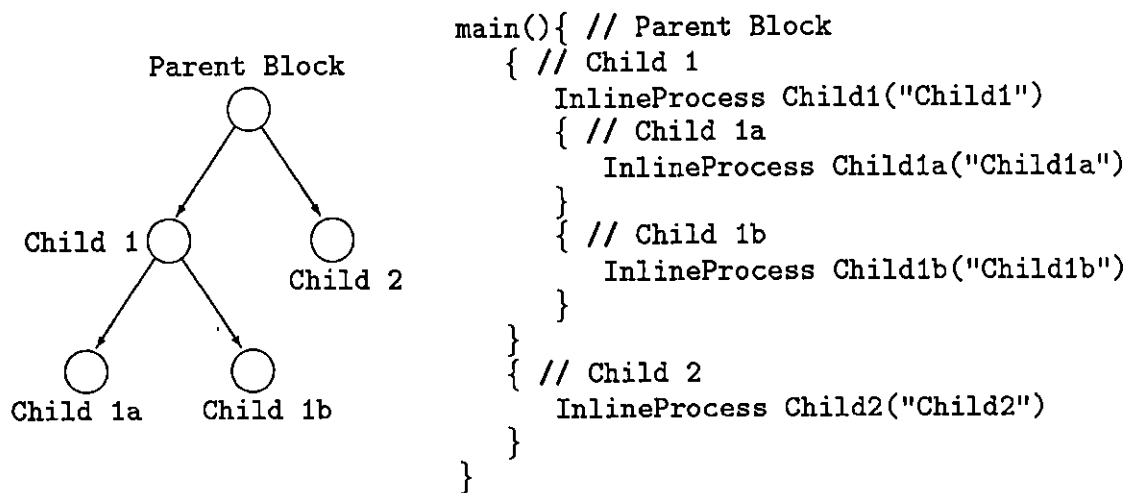 Parent Block
Child 1
Child 2
Child 1a
Child 1b
main(){ // Parent Block
{ // Child 1
InlineProcess Child1("Child1")
{ // Child 1a
InlineProcess Child1a("Child1a")
}
{ // Child 1b
InlineProcess Child1b("Child1b")
}
}
{ // Child 2
InlineProcess Child2("Child2")
}
}